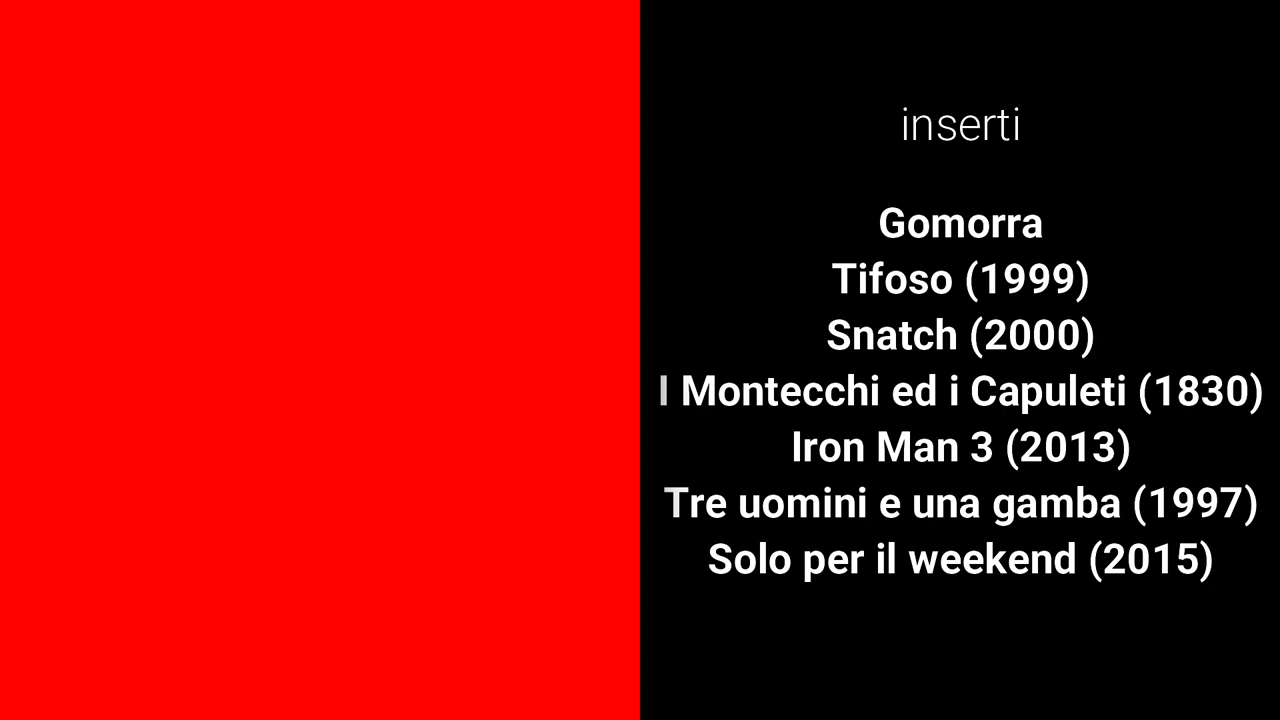 inserti
Gomorra
Tifoso (1999)
Snatch (2000)
I Montecchi ed i Capuleti (1830)
Iron Man 3 (2013)
Tre uomini e una gamba (1997)
Solo per il weekend (2015)